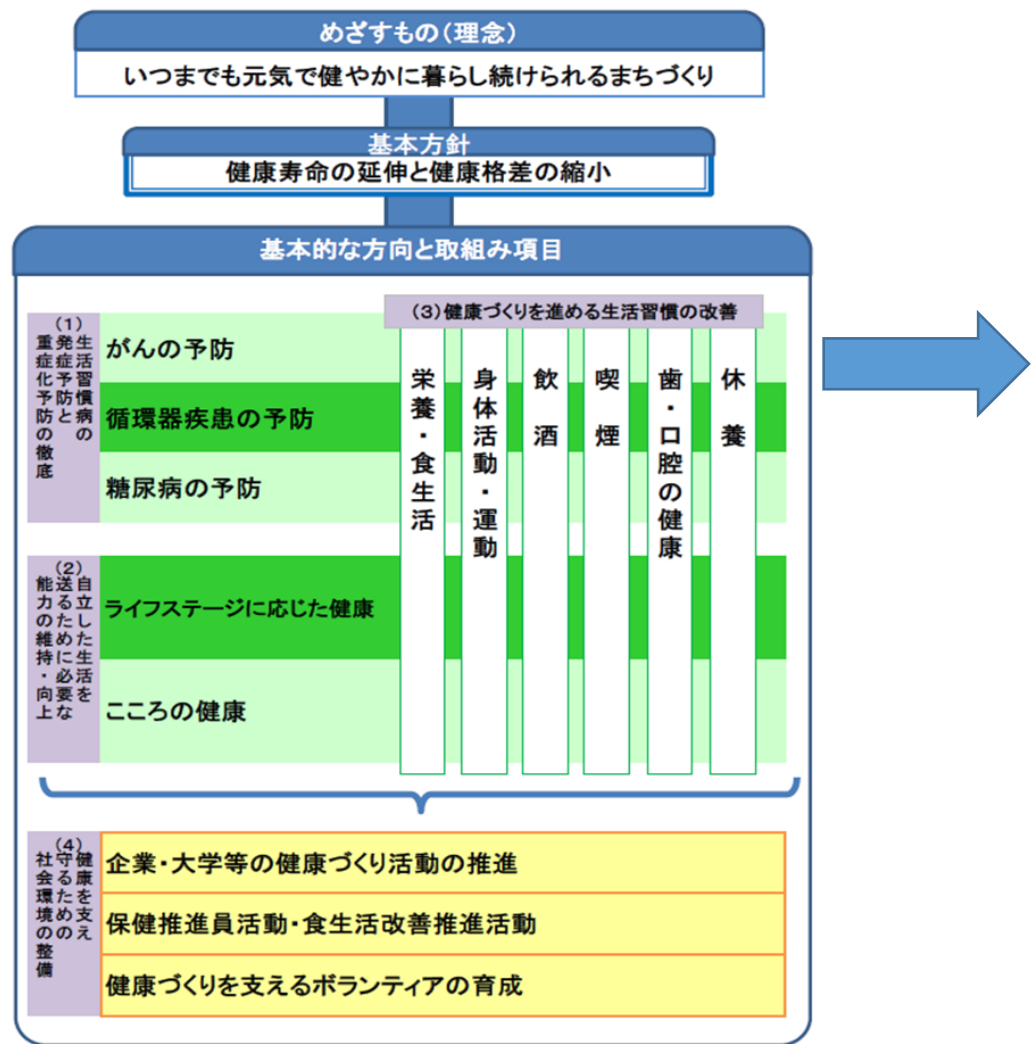 めざすもの(理念)
いつまでも元気で健やかに暮らし続けられるまちづくり
基本方針
健康寿命の延伸と健康格差の縮小
基本的な方向と取組み項目
(3)健康づくりを進める生活習慣の改善
(1)
生活習慣病の
発症予防と
重症化予防の徹底
がんの予防
循環器疾患の予防
糖尿病の予防
栄養・食生活
身体活動・運動
飲酒
喫煙
歯・口腔の健康
休養
(2)
自立した生活を
送るために必要な
能力の維持・向上
ライフステージに応じた健康
こころの健康
(4)
健康を支え
守るための
社会環境の整備
企業・大学等の健康づくり活動の推進
保健推進員活動・食生活改善推進活動
健康づくりを支えるボランティアの育成